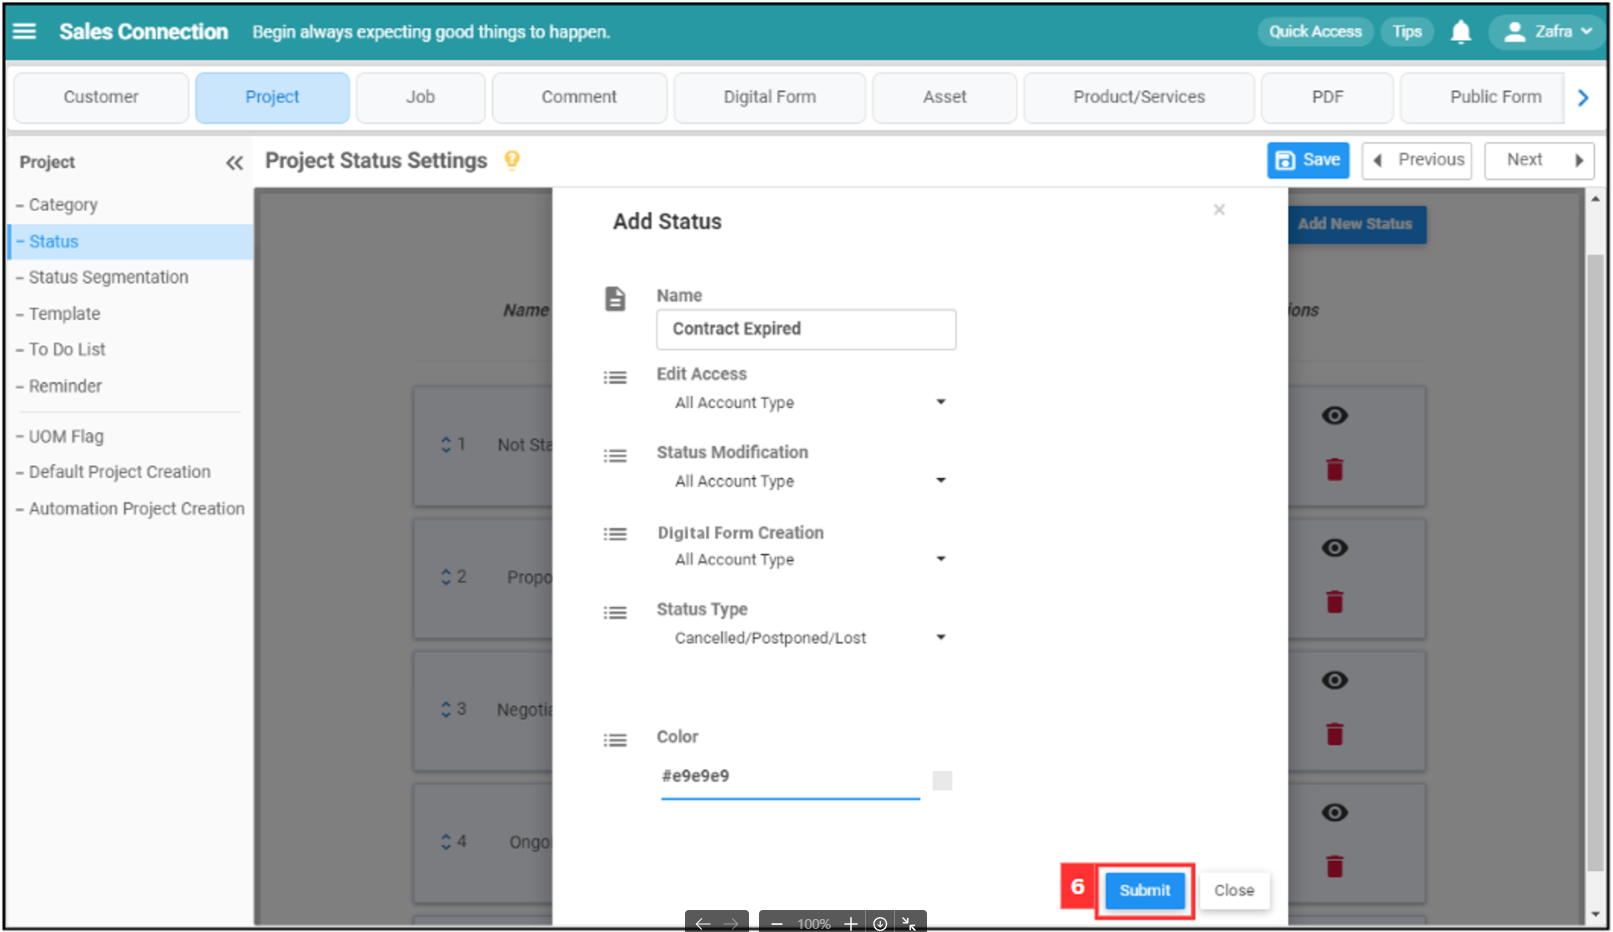 Sales Connection Begin always expecting good things to happen. Quick Access Tips Zafra
Customer Project Job Comment Digital Form Asset Product/Services PDF Public Form
Project
– Category
– Status
– Status Segmentation
– Template
– To Do List
– Reminder
– UOM Flag
– Default Project Creation
– Automation Project Creation
Project Status Settings Save Previous Next
Add New Status
Name ions
1 Not Sta
2 Propo
3 Negotia
4 Ongo
Add Status ×
Name
Contract Expired
Edit Access
All Account Type
Status Modification
All Account Type
Digital Form Creation
All Account Type
Status Type
Cancelled/Postponed/Lost
Color
#e9e9e9
6 Submit Close
100%